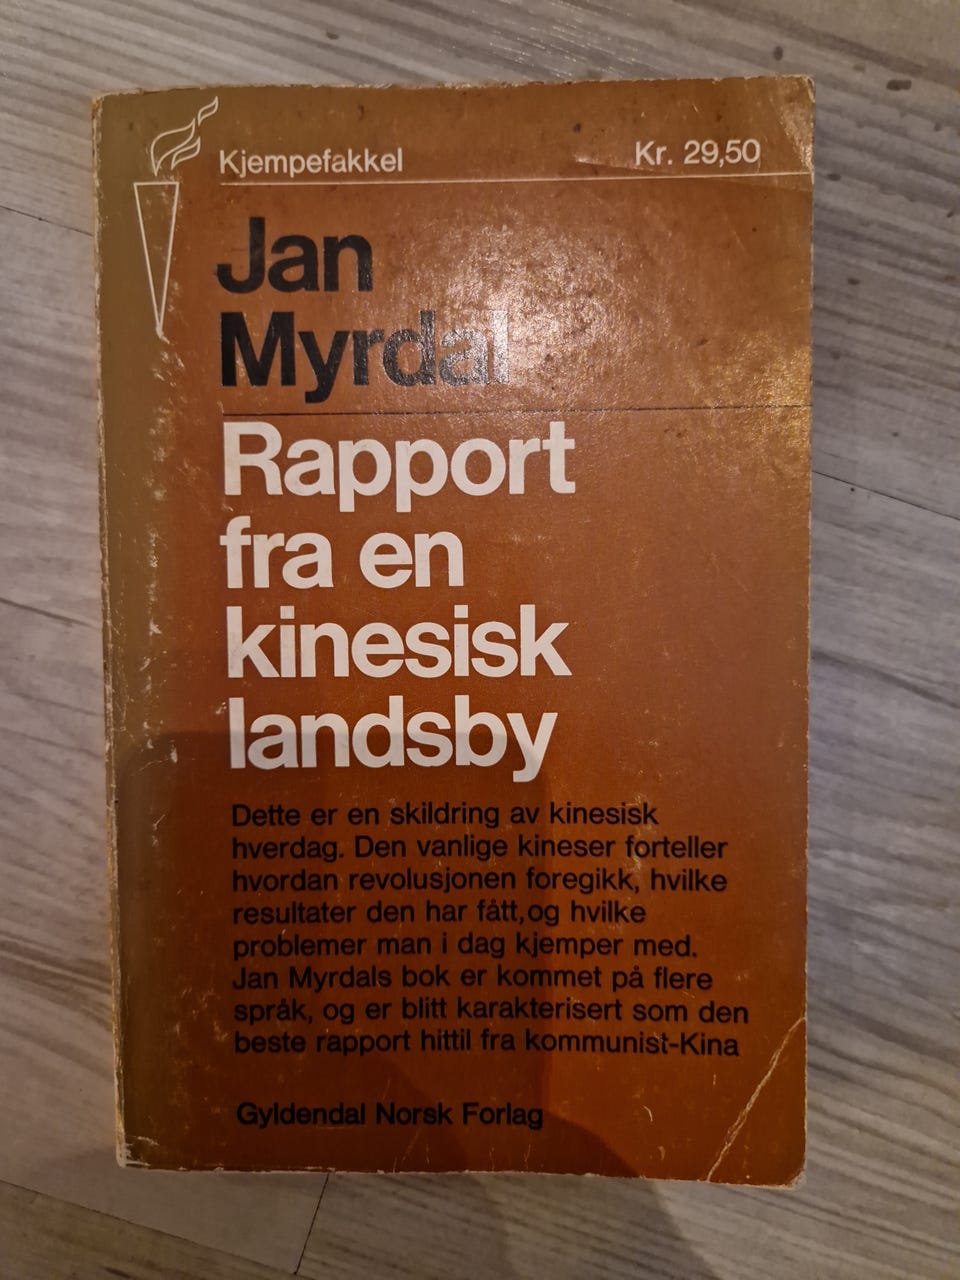 Kjempefakkel
Kr. 29,50
Jan
Myrdal
Rapport
fra en
kinesisk
landsby
Dette er en skildring av kinesisk
hverdag. Den vanlige kineser forteller
hvordan revolusjonen foregikk, hvilke
resultater den har fått, og hvilke
problemer man i dag kjemper med.
Jan Myrdals bok er kommet på flere
språk, og er blitt karakterisert som den
beste rapport hittil fra kommunist-Kina
Gyldendal Norsk Forlag